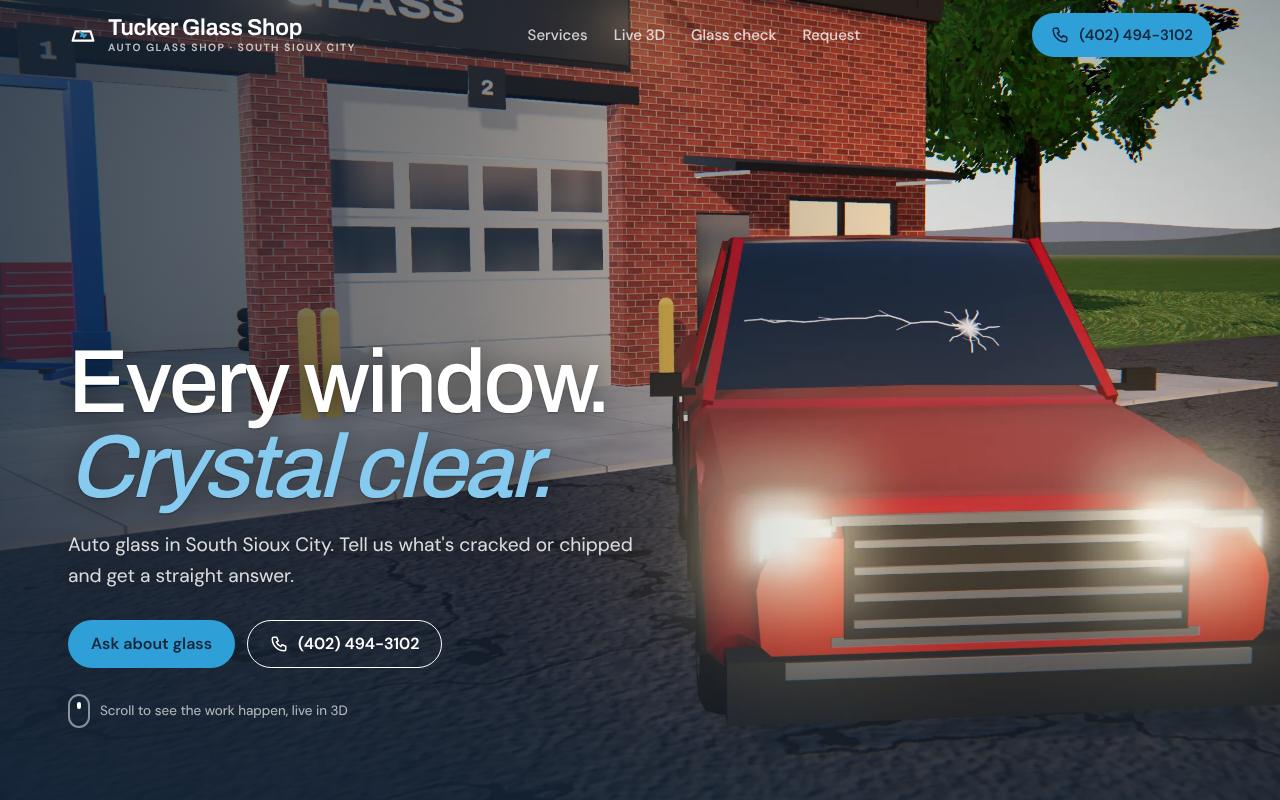 GLASS
Tucker Glass Shop
AUTO GLASS SHOP · SOUTH SIOUX CITY
Services
Live 3D
Glass check
Request
(402) 494-3102
1
2
Every window.
Crystal clear.
Auto glass in South Sioux City. Tell us what's cracked or chipped
and get a straight answer.
Ask about glass
(402) 494-3102
Scroll to see the work happen, live in 3D